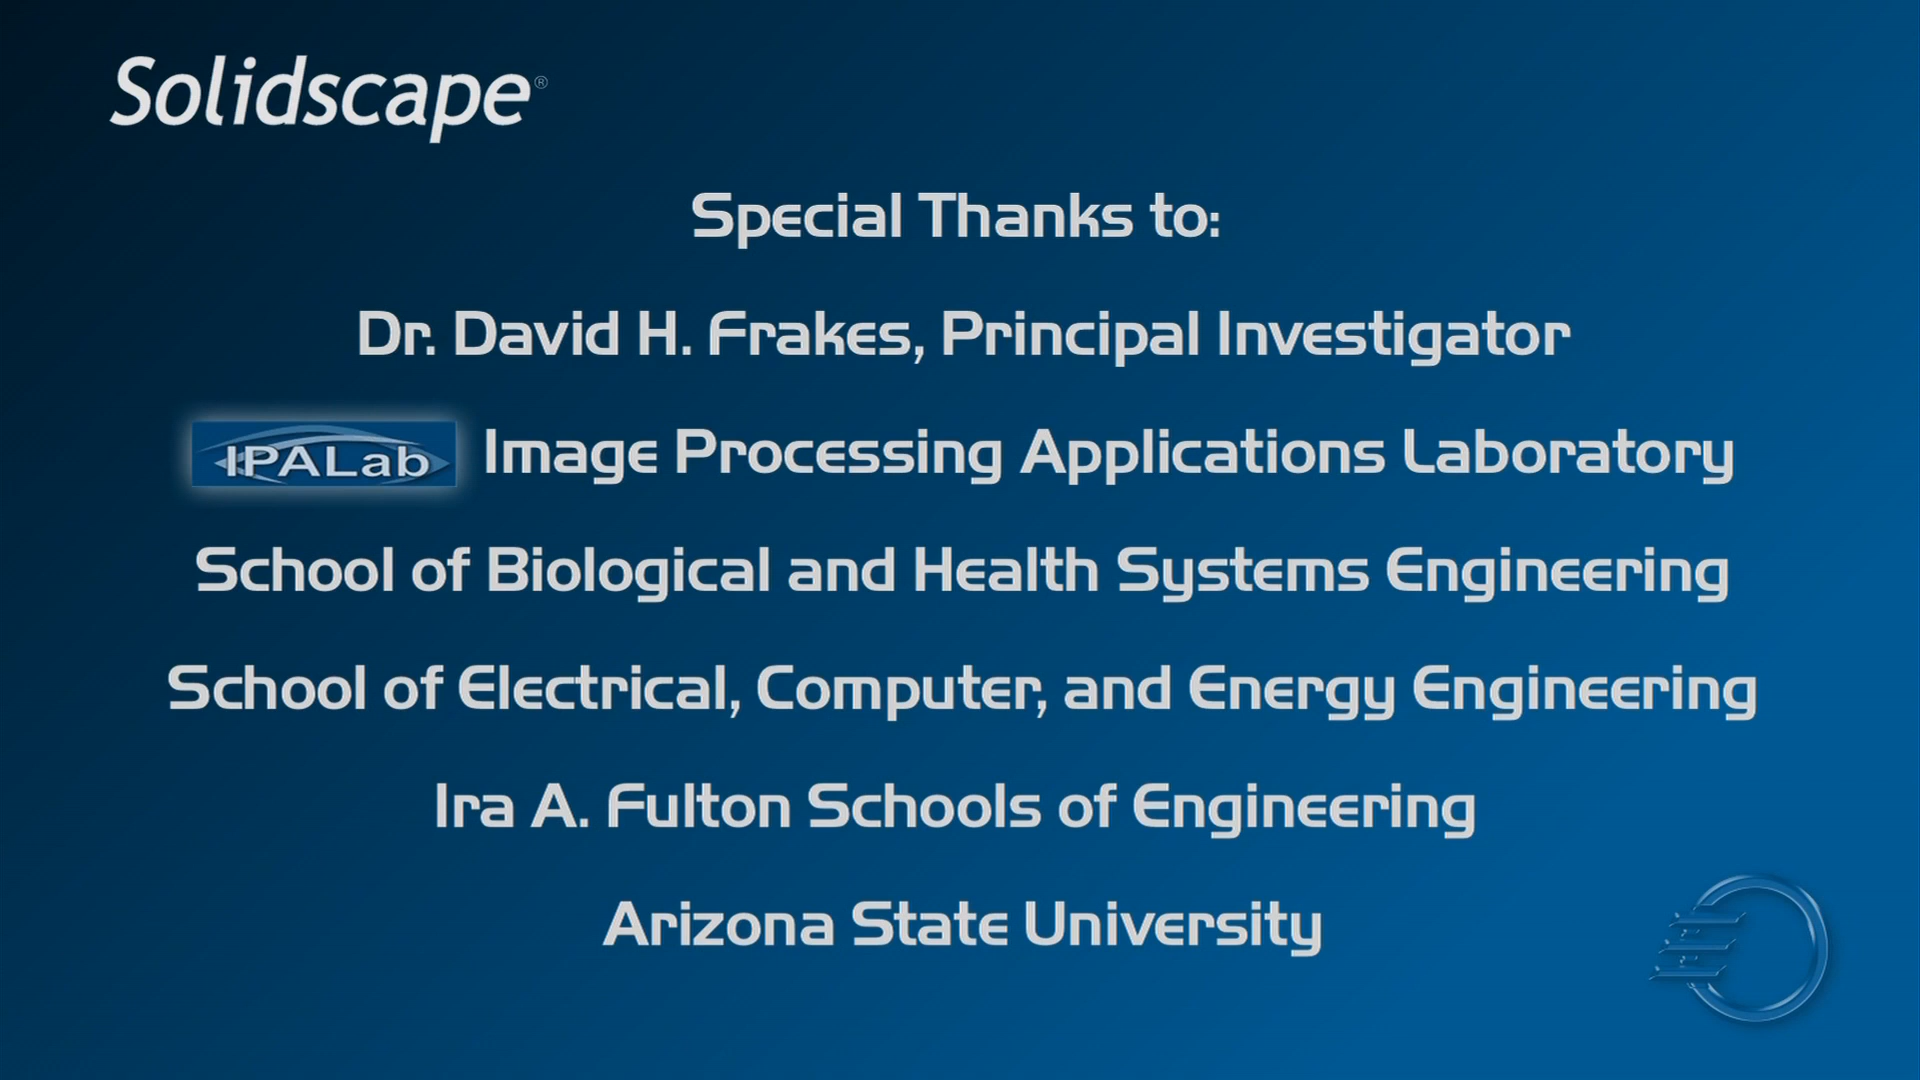 Solidscape®
Special Thanks to:
Dr. David H. Frakes, Principal Investigator
IPALab Image Processing Applications Laboratory
School of Biological and Health Systems Engineering
School of Electrical, Computer, and Energy Engineering
Ira A. Fulton Schools of Engineering
Arizona State University